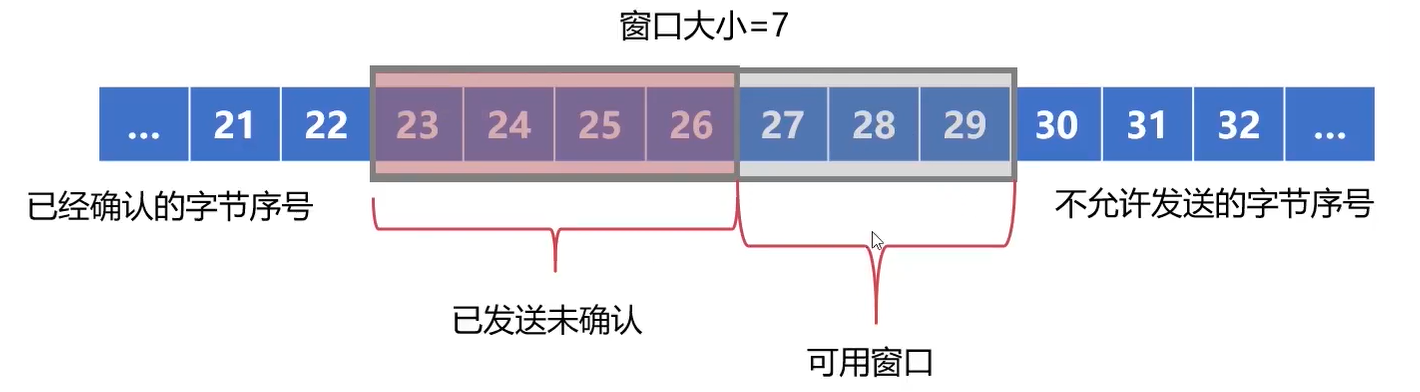 窗口大小=7
... 21 22 23 24 25 26 27 28 29 30 31 32 ...
已经确认的字节序号
不允许发送的字节序号
已发送未确认
可用窗口